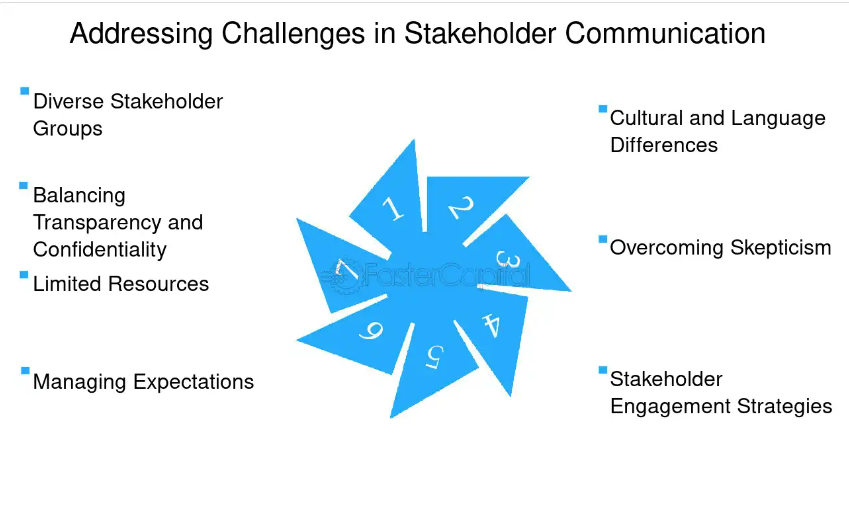 Addressing Challenges in Stakeholder Communication
Diverse Stakeholder
Groups
Balancing
Transparency and
Confidentiality
Limited Resources
Managing Expectations
Cultural and Language
Differences
Overcoming Skepticism
Stakeholder
Engagement Strategies
1
2
3
4
5
6
7
FasterCapital